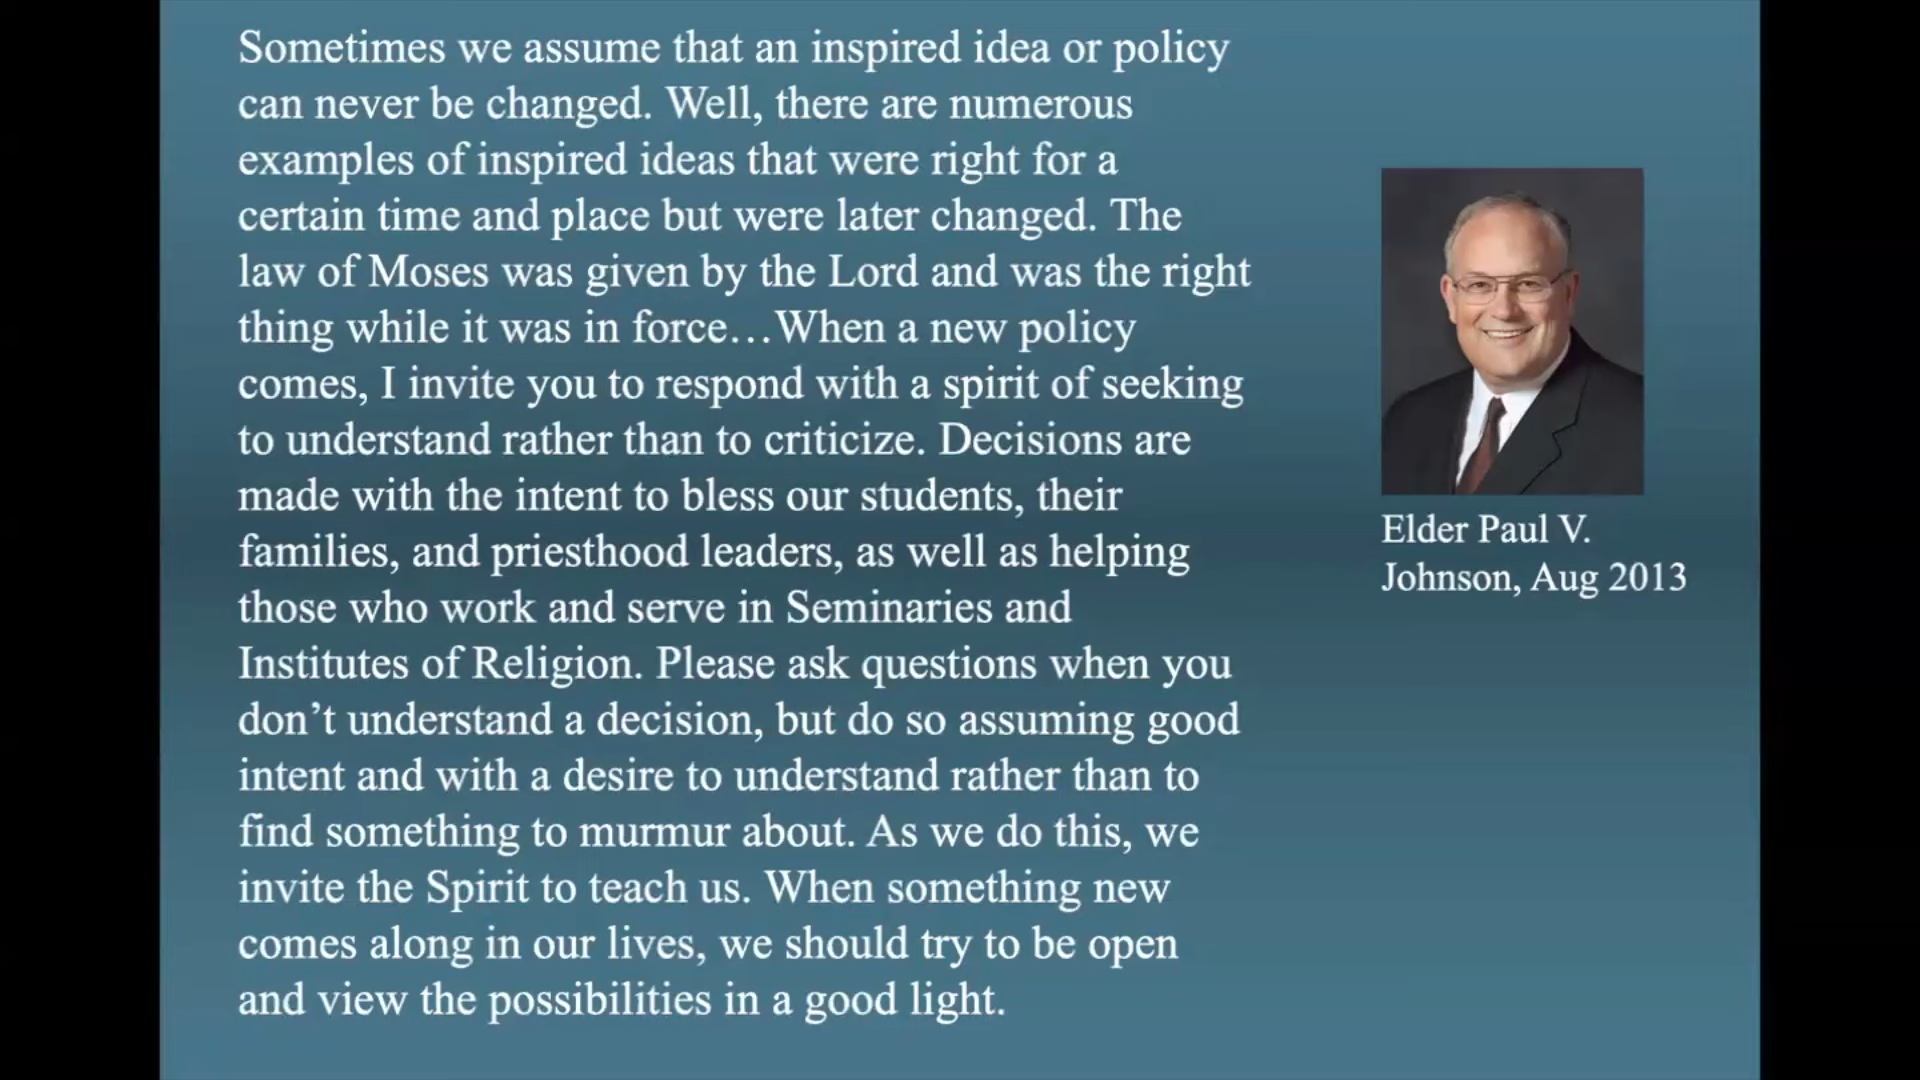 Sometimes we assume that an inspired idea or policy
can never be changed. Well, there are numerous
examples of inspired ideas that were right for a
certain time and place but were later changed. The
law of Moses was given by the Lord and was the right
thing while it was in force…When a new policy
comes, I invite you to respond with a spirit of seeking
to understand rather than to criticize. Decisions are
made with the intent to bless our students, their
families, and priesthood leaders, as well as helping
those who work and serve in Seminaries and
Institutes of Religion. Please ask questions when you
don’t understand a decision, but do so assuming good
intent and with a desire to understand rather than to
find something to murmur about. As we do this, we
invite the Spirit to teach us. When something new
comes along in our lives, we should try to be open
and view the possibilities in a good light.
Elder Paul V.
Johnson, Aug 2013